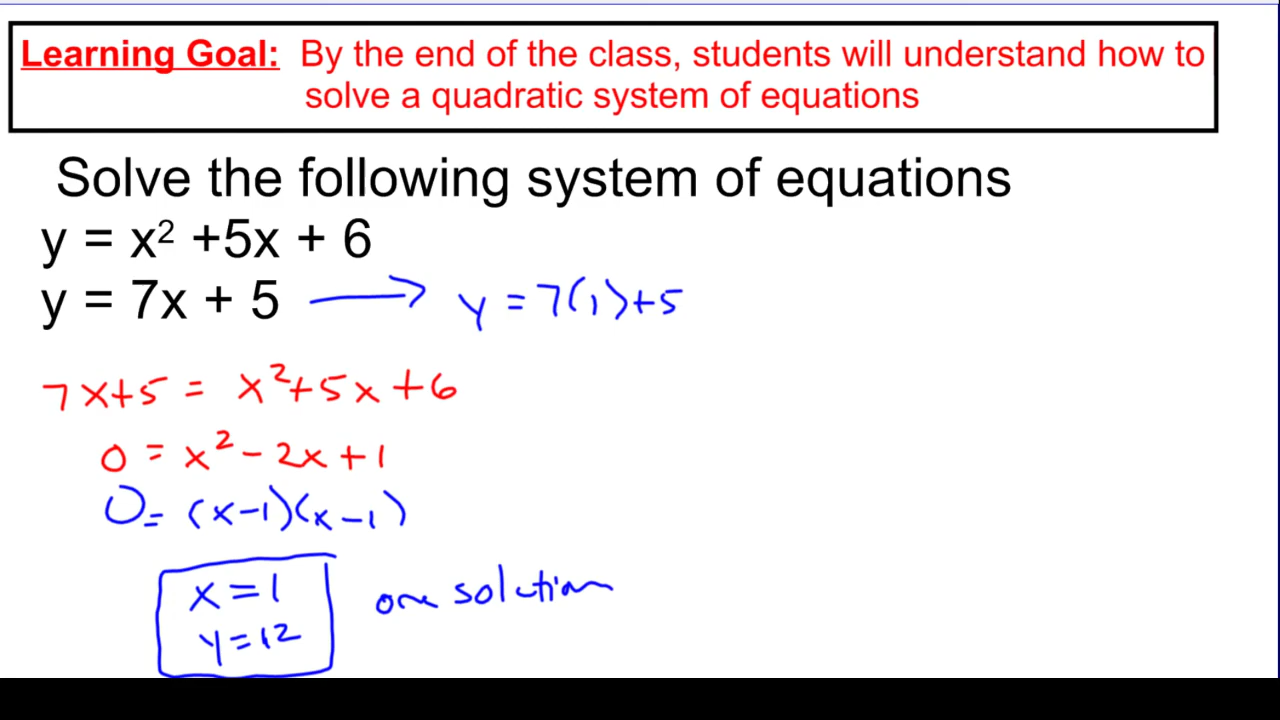 Learning Goal: By the end of the class, students will understand how to
solve a quadratic system of equations
Solve the following system of equations
y = x² +5x + 6
y = 7x + 5 → y = 7(1)+5
7x+5 = x²+5x+6
0 = x² - 2x + 1
0 = (x-1)(x-1)
x = 1
y = 12
one solution